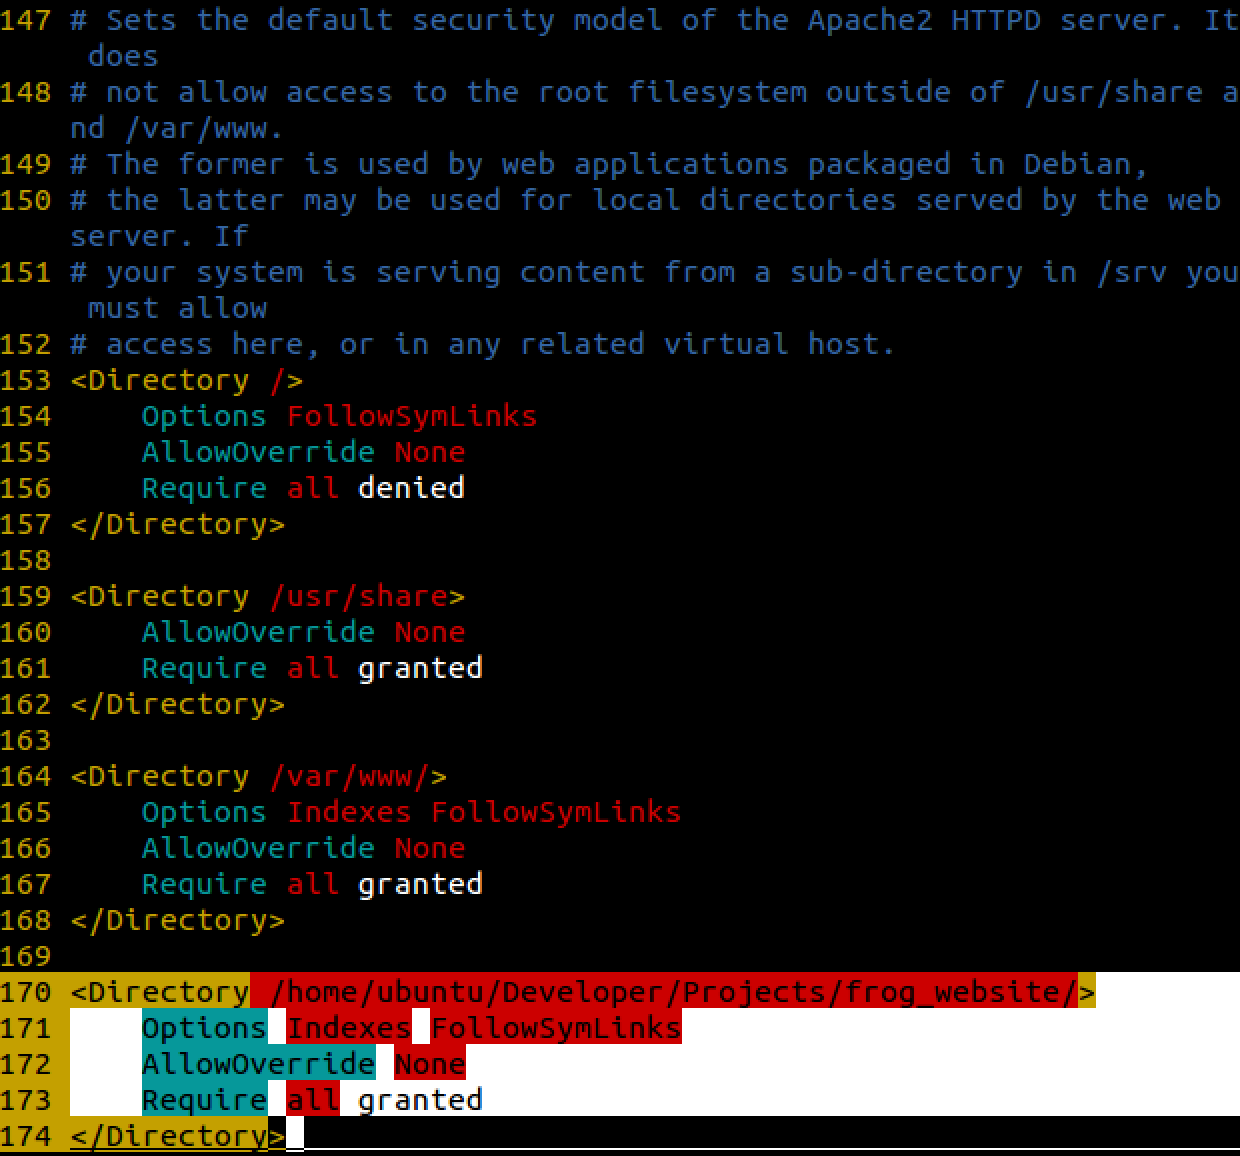 147 # Sets the default security model of the Apache2 HTTPD server. It
does
148 # not allow access to the root filesystem outside of /usr/share a
nd /var/www.
149 # The former is used by web applications packaged in Debian,
150 # the latter may be used for local directories served by the web
server. If
151 # your system is serving content from a sub-directory in /srv you
must allow
152 # access here, or in any related virtual host.
153 <Directory />
154     Options FollowSymLinks
155     AllowOverride None
156     Require all denied
157 </Directory>
158
159 <Directory /usr/share>
160     AllowOverride None
161     Require all granted
162 </Directory>
163
164 <Directory /var/www/>
165     Options Indexes FollowSymLinks
166     AllowOverride None
167     Require all granted
168 </Directory>
169
170 <Directory /home/ubuntu/Developer/Projects/frog_website/>
171     Options Indexes FollowSymLinks
172     AllowOverride None
173     Require all granted
174 </Directory>